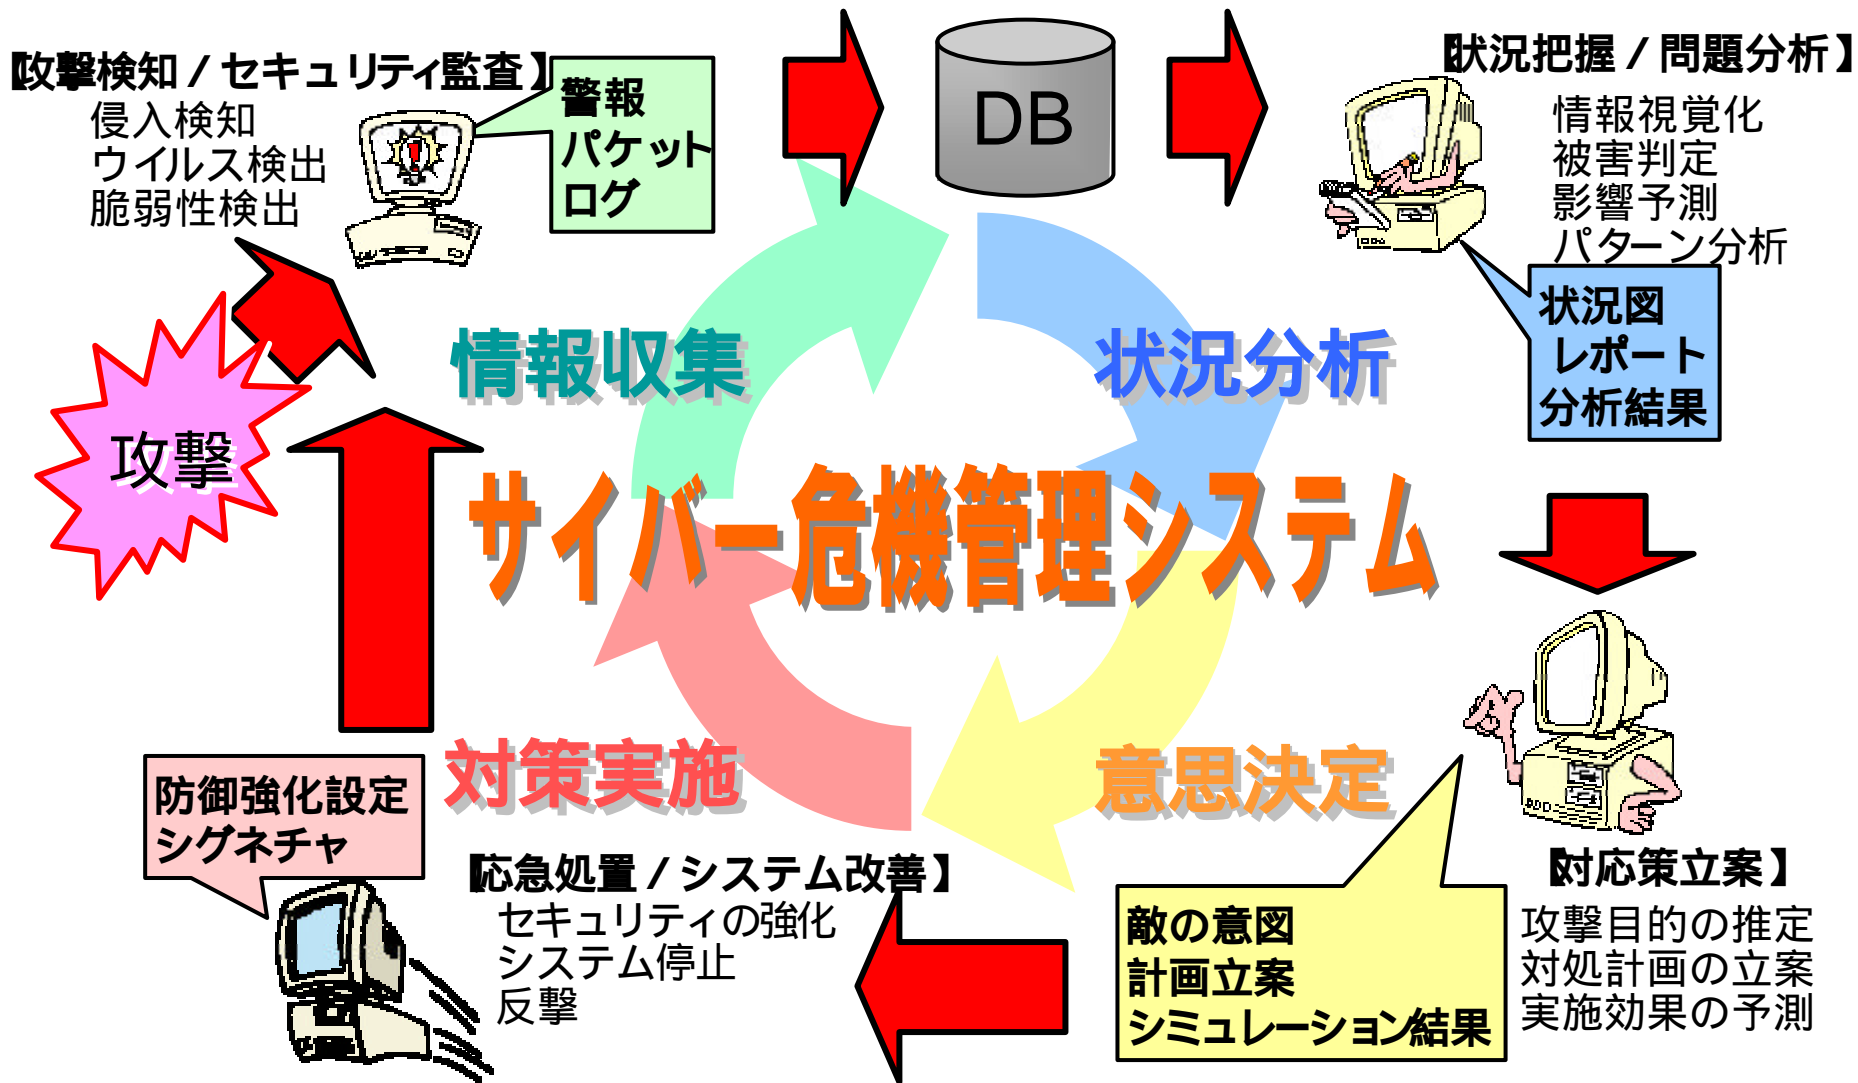 【攻撃検知/セキュリティ監査】
侵入検知
ウイルス検出
脆弱性検出
警報
パケット
ログ
DB
【状況把握/問題分析】
情報視覚化
被害判定
影響予測
パターン分析
状況図
レポート
分析結果
攻撃
情報収集
状況分析
サイバー危機管理システム
対策実施
意思決定
防御強化設定
シグネチャ
【応急処置/システム改善】
セキュリティの強化
システム停止
反撃
敵の意図
計画立案
シミュレーション結果
【対応策立案】
攻撃目的の推定
対処計画の立案
実施効果の予測